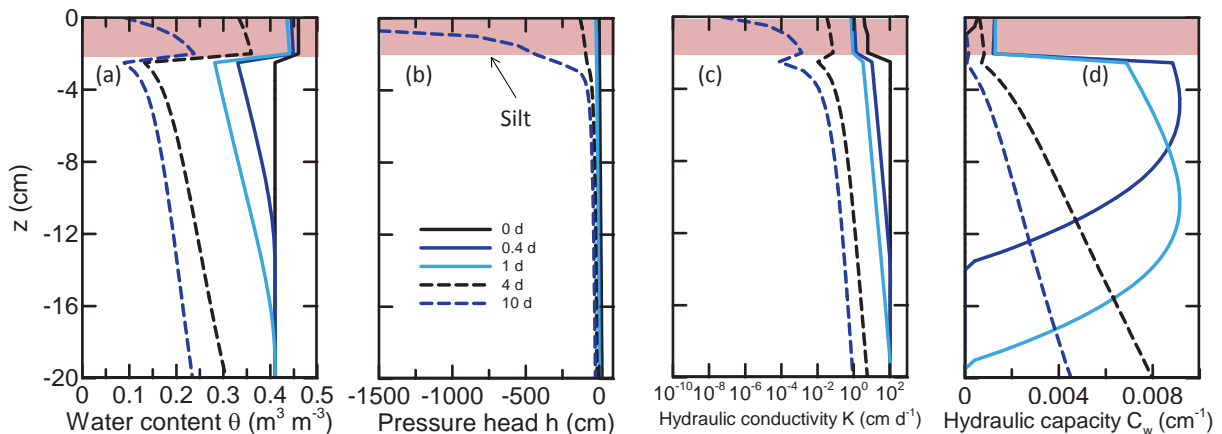 0
-4
-8
-12
-16
-20
z (cm)
(a)
0 0.1 0.2 0.3 0.4 0.5
Water content θ (m³ m⁻³)
(b)
Silt
0 d
0.4 d
1 d
4 d
10 d
-1500 -1000 -500 0
Pressure head h (cm)
(c)
10⁻¹⁰ 10⁻⁸ 10⁻⁶ 10⁻⁴ 10⁻² 10⁰ 10²
Hydraulic conductivity K (cm d⁻¹)
(d)
0 0.004 0.008
Hydraulic capacity C_w (cm⁻¹)